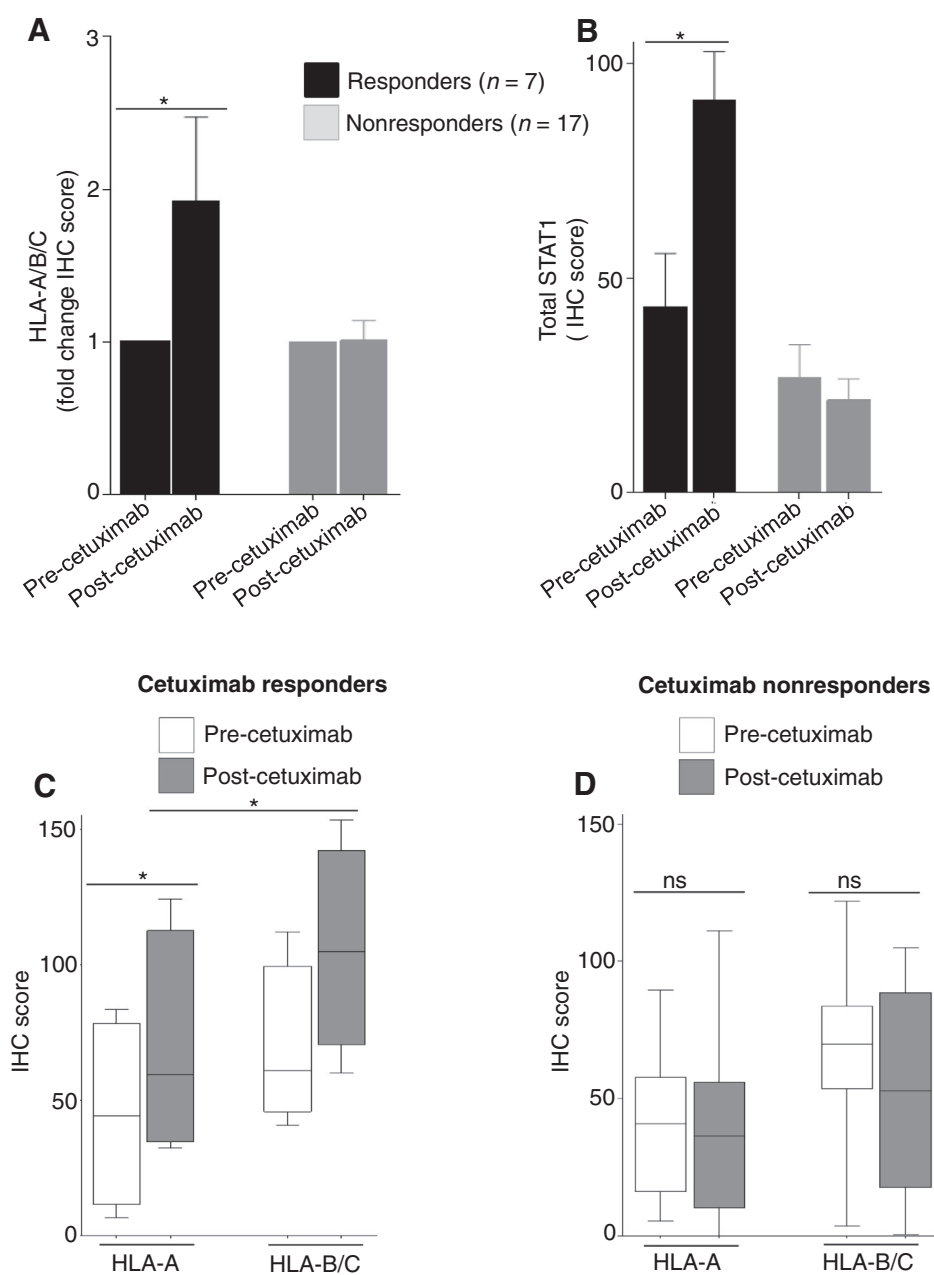 A
3
2
1
0
HLA-A/B/C
(fold change IHC score)
*
Responders (n = 7)
Nonresponders (n = 17)
Pre-cetuximab
Post-cetuximab
Pre-cetuximab
Post-cetuximab
B
100
50
0
Total STAT1
( IHC score)
*
Pre-cetuximab
Post-cetuximab
Pre-cetuximab
Post-cetuximab
Cetuximab responders
Pre-cetuximab
Post-cetuximab
C
150
100
50
0
IHC score
*
*
HLA-A
HLA-B/C
Cetuximab nonresponders
Pre-cetuximab
Post-cetuximab
D
150
100
50
0
IHC score
ns
ns
HLA-A
HLA-B/C